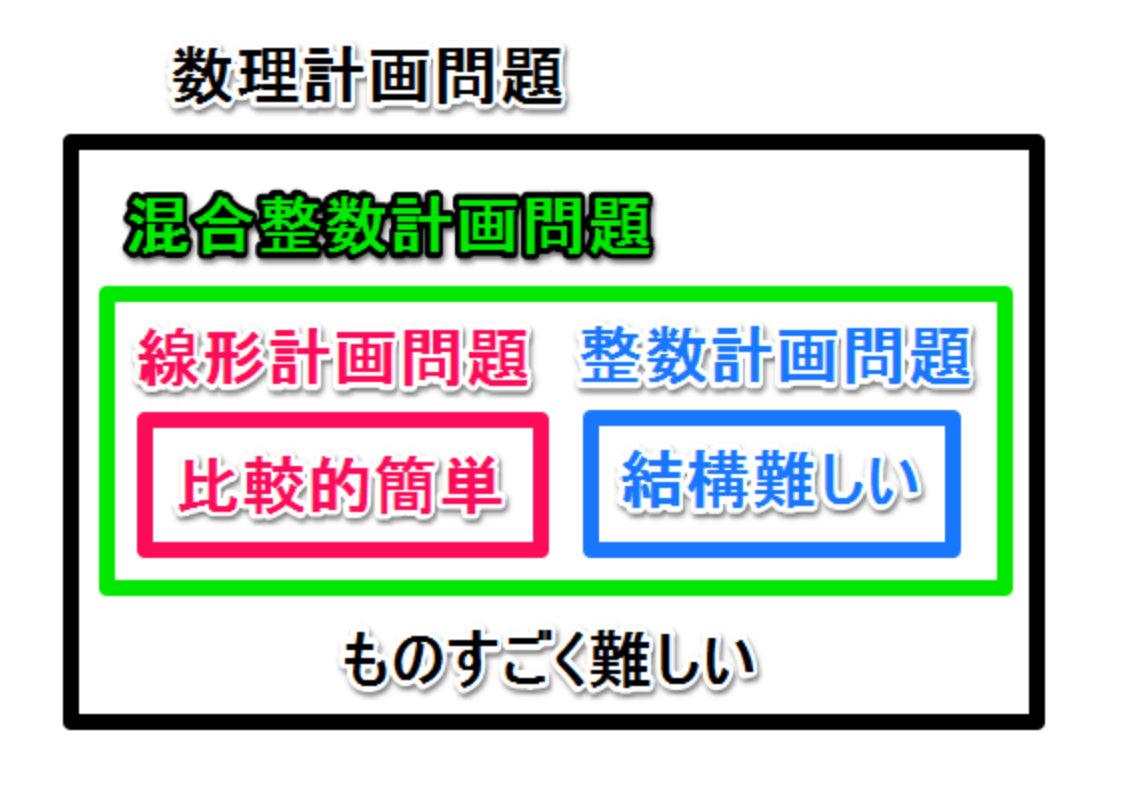 数理計画問題
混合整数計画問題
線形計画問題
整数計画問題
比較的簡単
結構難しい
ものすごく難しい